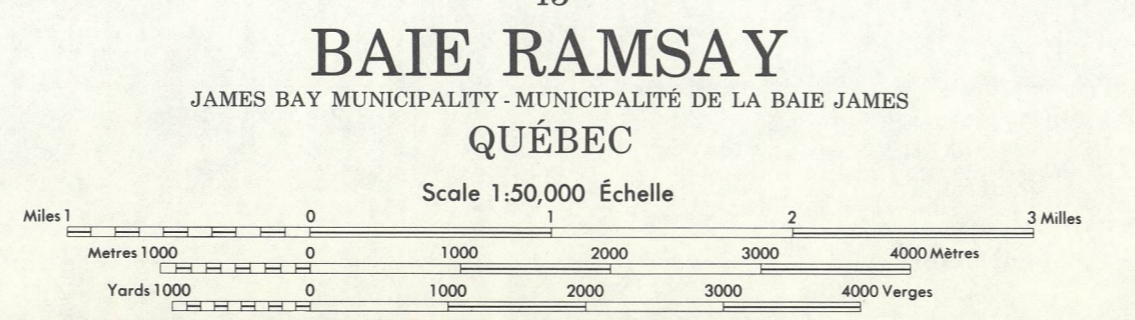 BAIE RAMSAY
JAMES BAY MUNICIPALITY - MUNICIPALITÉ DE LA BAIE JAMES
QUÉBEC
Scale 1:50,000 Échelle
Miles 1 0 1 2 3 Milles
Metres 1000 0 1000 2000 3000 4000 Mètres
Yards 1000 0 1000 2000 3000 4000 Verges